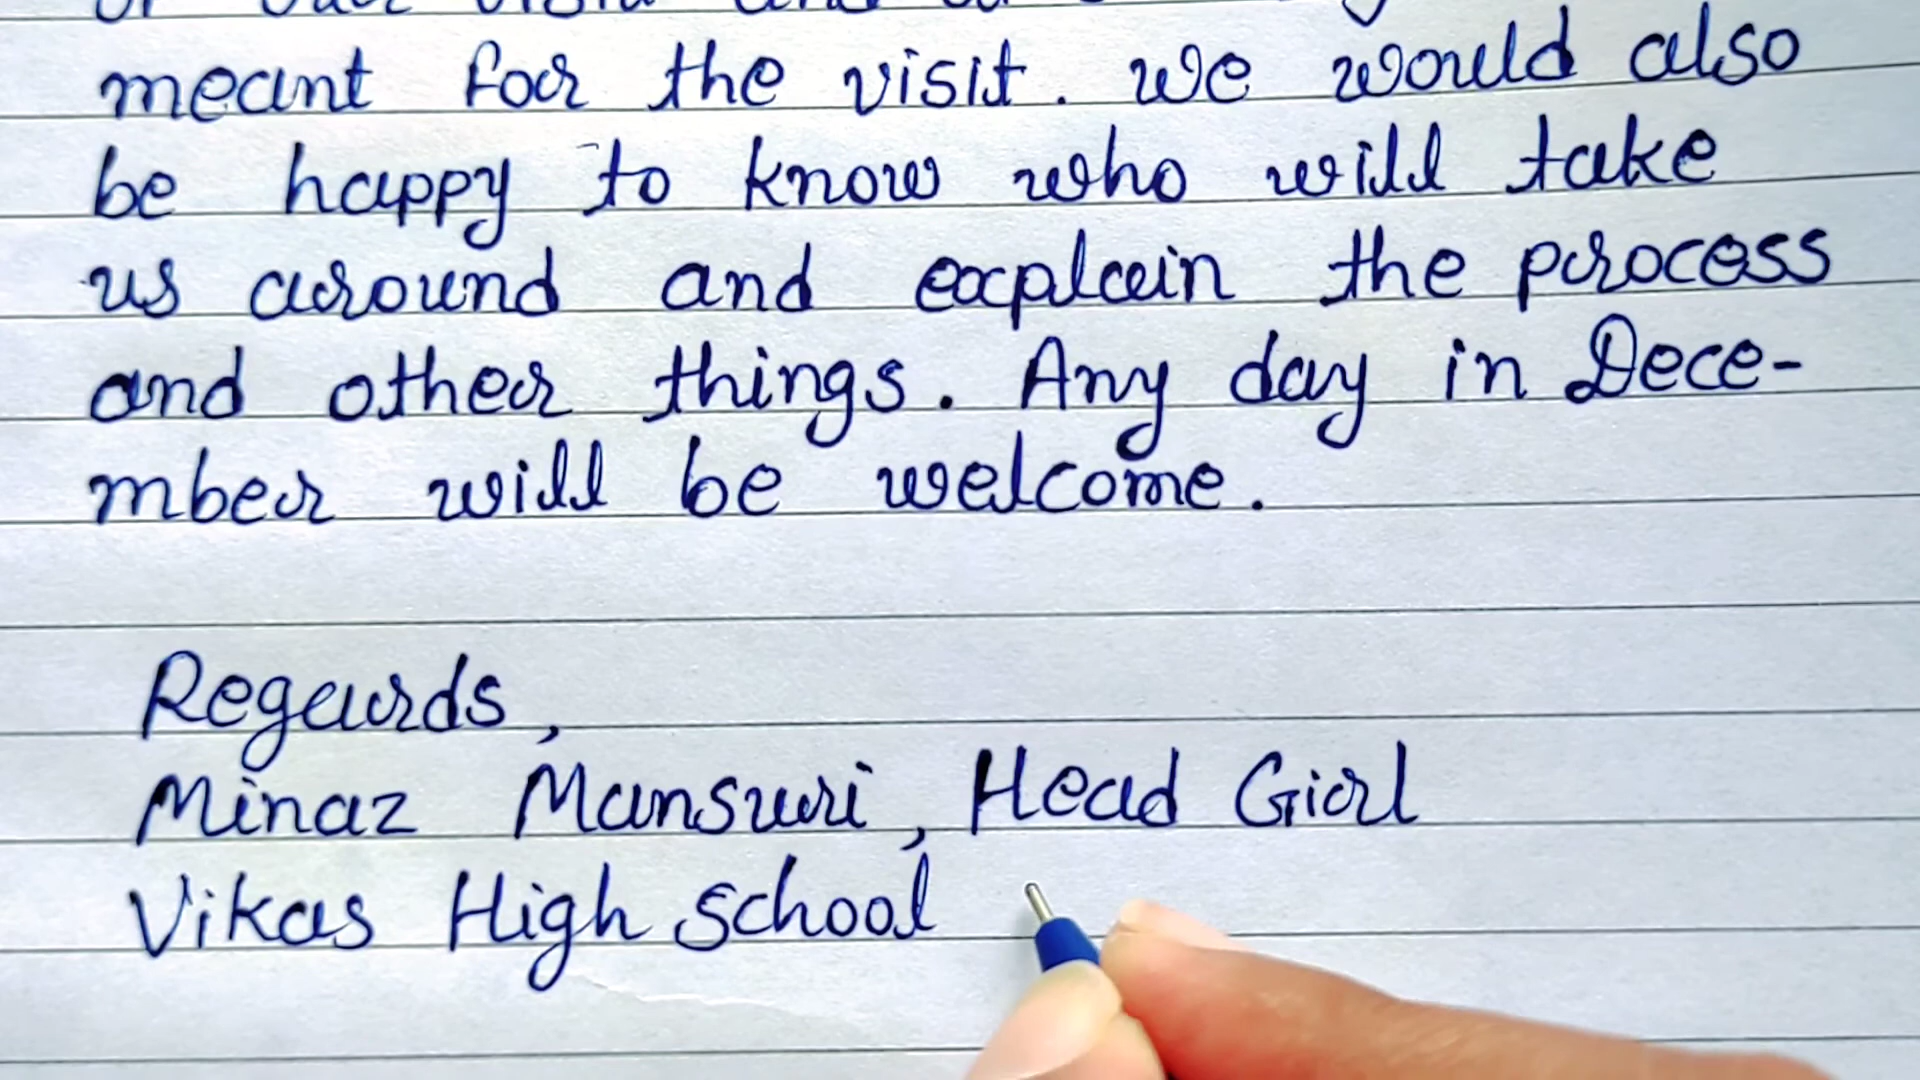 meant for the visit. we would also
be happy to know who will take
us around and explain the process
and other things. Any day in Dece-
mber will be welcome.
Regards,
Minaz Mansuri, Head Girl
Vikas High school